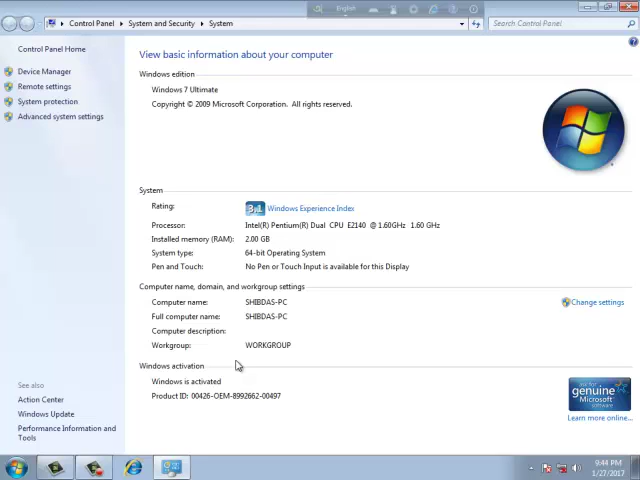 English
Control Panel ▸ System and Security ▸ System
Search Control Panel
Control Panel Home
Device Manager
Remote settings
System protection
Advanced system settings
View basic information about your computer
Windows edition
Windows 7 Ultimate
Copyright © 2009 Microsoft Corporation. All rights reserved.
System
Rating:
3,1 Windows Experience Index
Processor: Intel(R) Pentium(R) Dual CPU E2140 @ 1.60GHz 1.60 GHz
Installed memory (RAM): 2.00 GB
System type: 64-bit Operating System
Pen and Touch: No Pen or Touch Input is available for this Display
Computer name, domain, and workgroup settings
Computer name: SHIBDAS-PC
Change settings
Full computer name: SHIBDAS-PC
Computer description:
Workgroup: WORKGROUP
Windows activation
Windows is activated
Product ID: 00426-OEM-8992662-00497
ask for
genuine
Microsoft
software
Learn more online...
See also
Action Center
Windows Update
Performance Information and
Tools
9:44 PM
1/27/2017